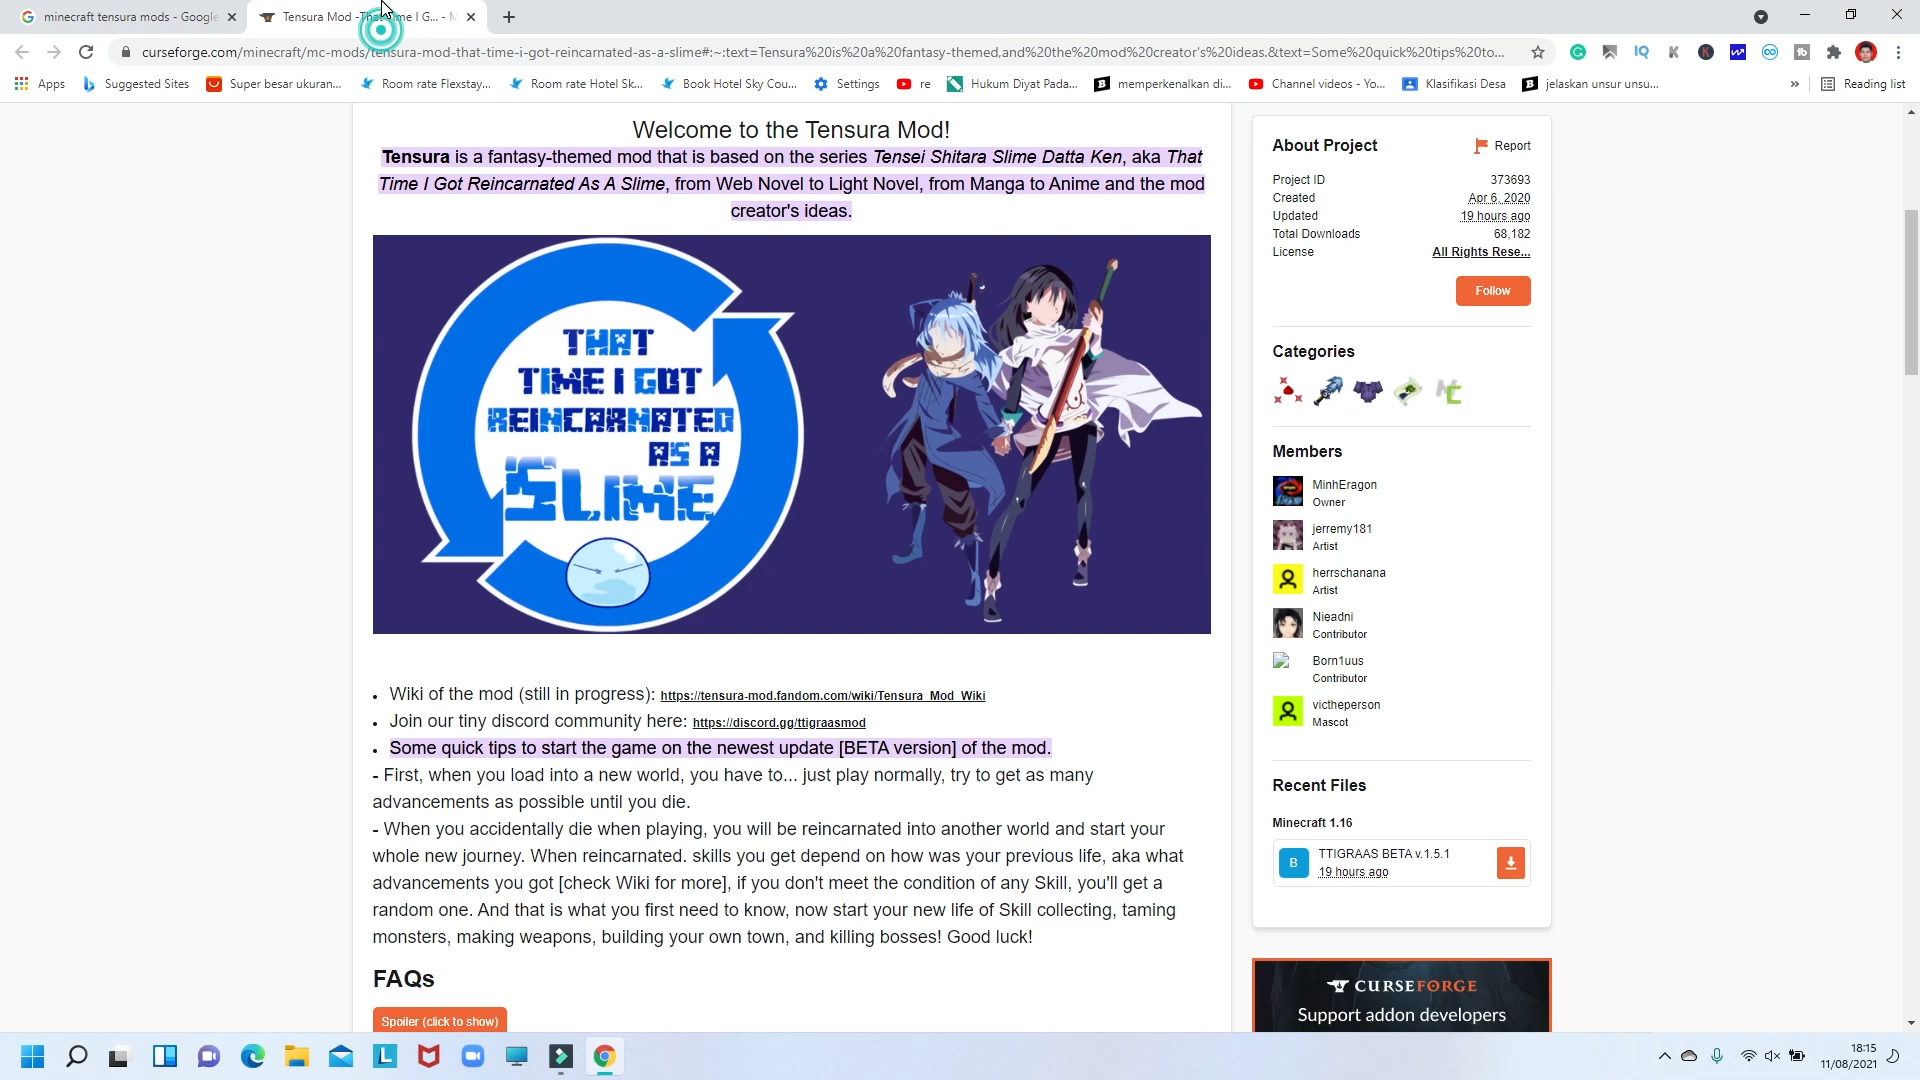 minecraft tensura mods - Google
Tensura Mod - That Time I G... - M
curseforge.com/minecraft/mc-mods/tensura-mod-that-time-i-got-reincarnated-as-a-slime#:~:text=Tensura%20is%20a%20fantasy-themed,and%20the%20mod%20creator's%20ideas.&text=Some%20quick%20tips%20to...
Apps
Suggested Sites
Super besar ukuran...
Room rate Flexstay...
Room rate Hotel Sk...
Book Hotel Sky Cou...
Settings
re
Hukum Diyat Pada...
memperkenalkan di...
Channel videos - Yo...
Klasifikasi Desa
jelaskan unsur unsu...
»
Reading list
Welcome to the Tensura Mod!
Tensura is a fantasy-themed mod that is based on the series Tensei Shitara Slime Datta Ken, aka That
Time I Got Reincarnated As A Slime, from Web Novel to Light Novel, from Manga to Anime and the mod
creator's ideas.
THAT
TIME I GOT
REINCARNATED
AS A
SLIME
• Wiki of the mod (still in progress): https://tensura-mod.fandom.com/wiki/Tensura_Mod_Wiki
• Join our tiny discord community here: https://discord.gg/ttigraasmod
• Some quick tips to start the game on the newest update [BETA version] of the mod.
- First, when you load into a new world, you have to... just play normally, try to get as many
advancements as possible until you die.
- When you accidentally die when playing, you will be reincarnated into another world and start your
whole new journey. When reincarnated. skills you get depend on how was your previous life, aka what
advancements you got [check Wiki for more], if you don't meet the condition of any Skill, you'll get a
random one. And that is what you first need to know, now start your new life of Skill collecting, taming
monsters, making weapons, building your own town, and killing bosses! Good luck!
FAQs
Spoiler (click to show)
About Project
Report
Project ID 373693
Created Apr 6, 2020
Updated 19 hours ago
Total Downloads 68,182
License All Rights Rese...
Follow
Categories
Members
MinhEragon
Owner
jerremy181
Artist
herrschanana
Artist
Nieadni
Contributor
Born1uus
Contributor
victheperson
Mascot
Recent Files
Minecraft 1.16
B
TTIGRAAS BETA v.1.5.1
19 hours ago
CURSEFORGE
Support addon developers
18:15
11/08/2021